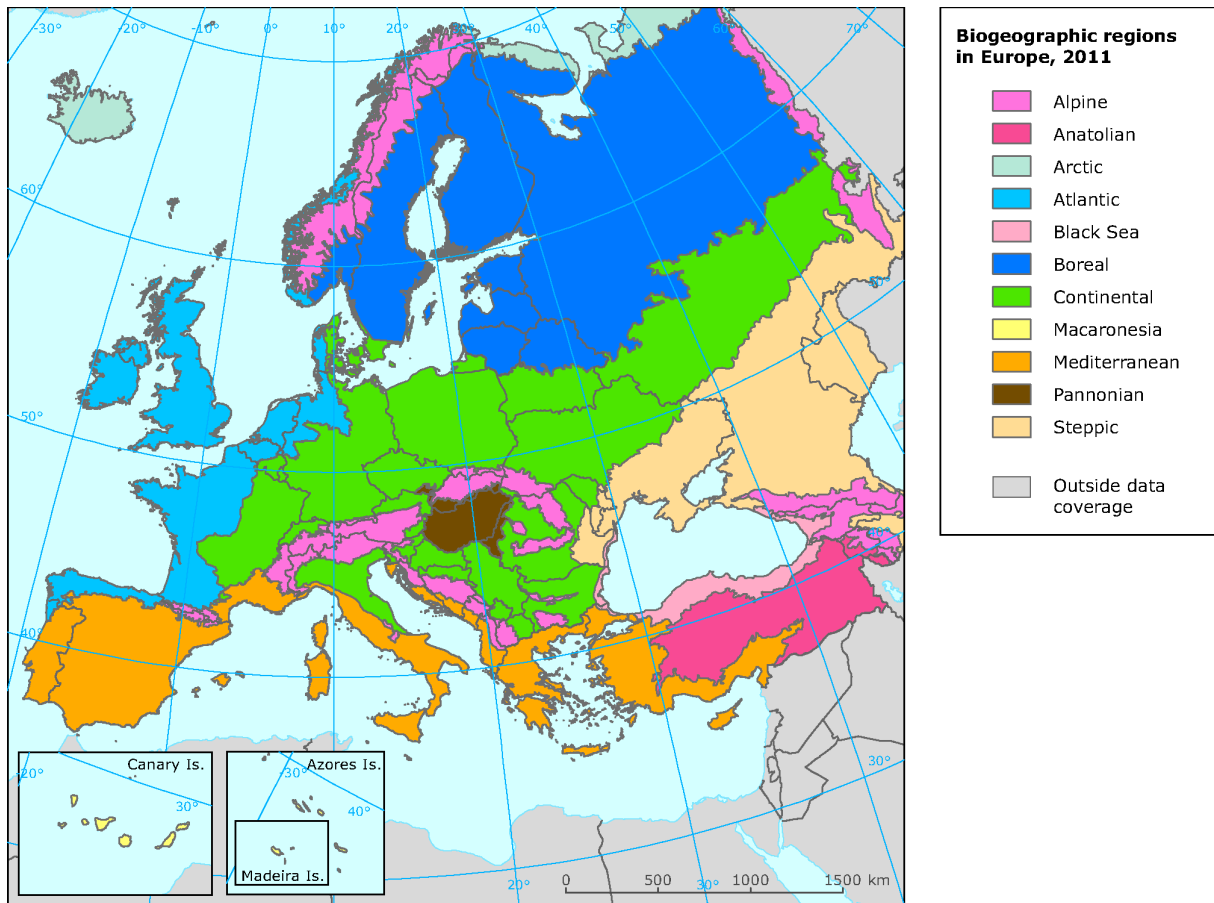 -30°
-20°
-10°
0°
10°
20°
30°
40°
50°
60°
70°
60°
50°
40°
50°
40°
30°
20°
30°
Canary Is.
-20°
30°
Azores Is.
-30°
40°
Madeira Is.
0 500 1000 1500 km
Biogeographic regions
in Europe, 2011
Alpine
Anatolian
Arctic
Atlantic
Black Sea
Boreal
Continental
Macaronesia
Mediterranean
Pannonian
Steppic
Outside data
coverage